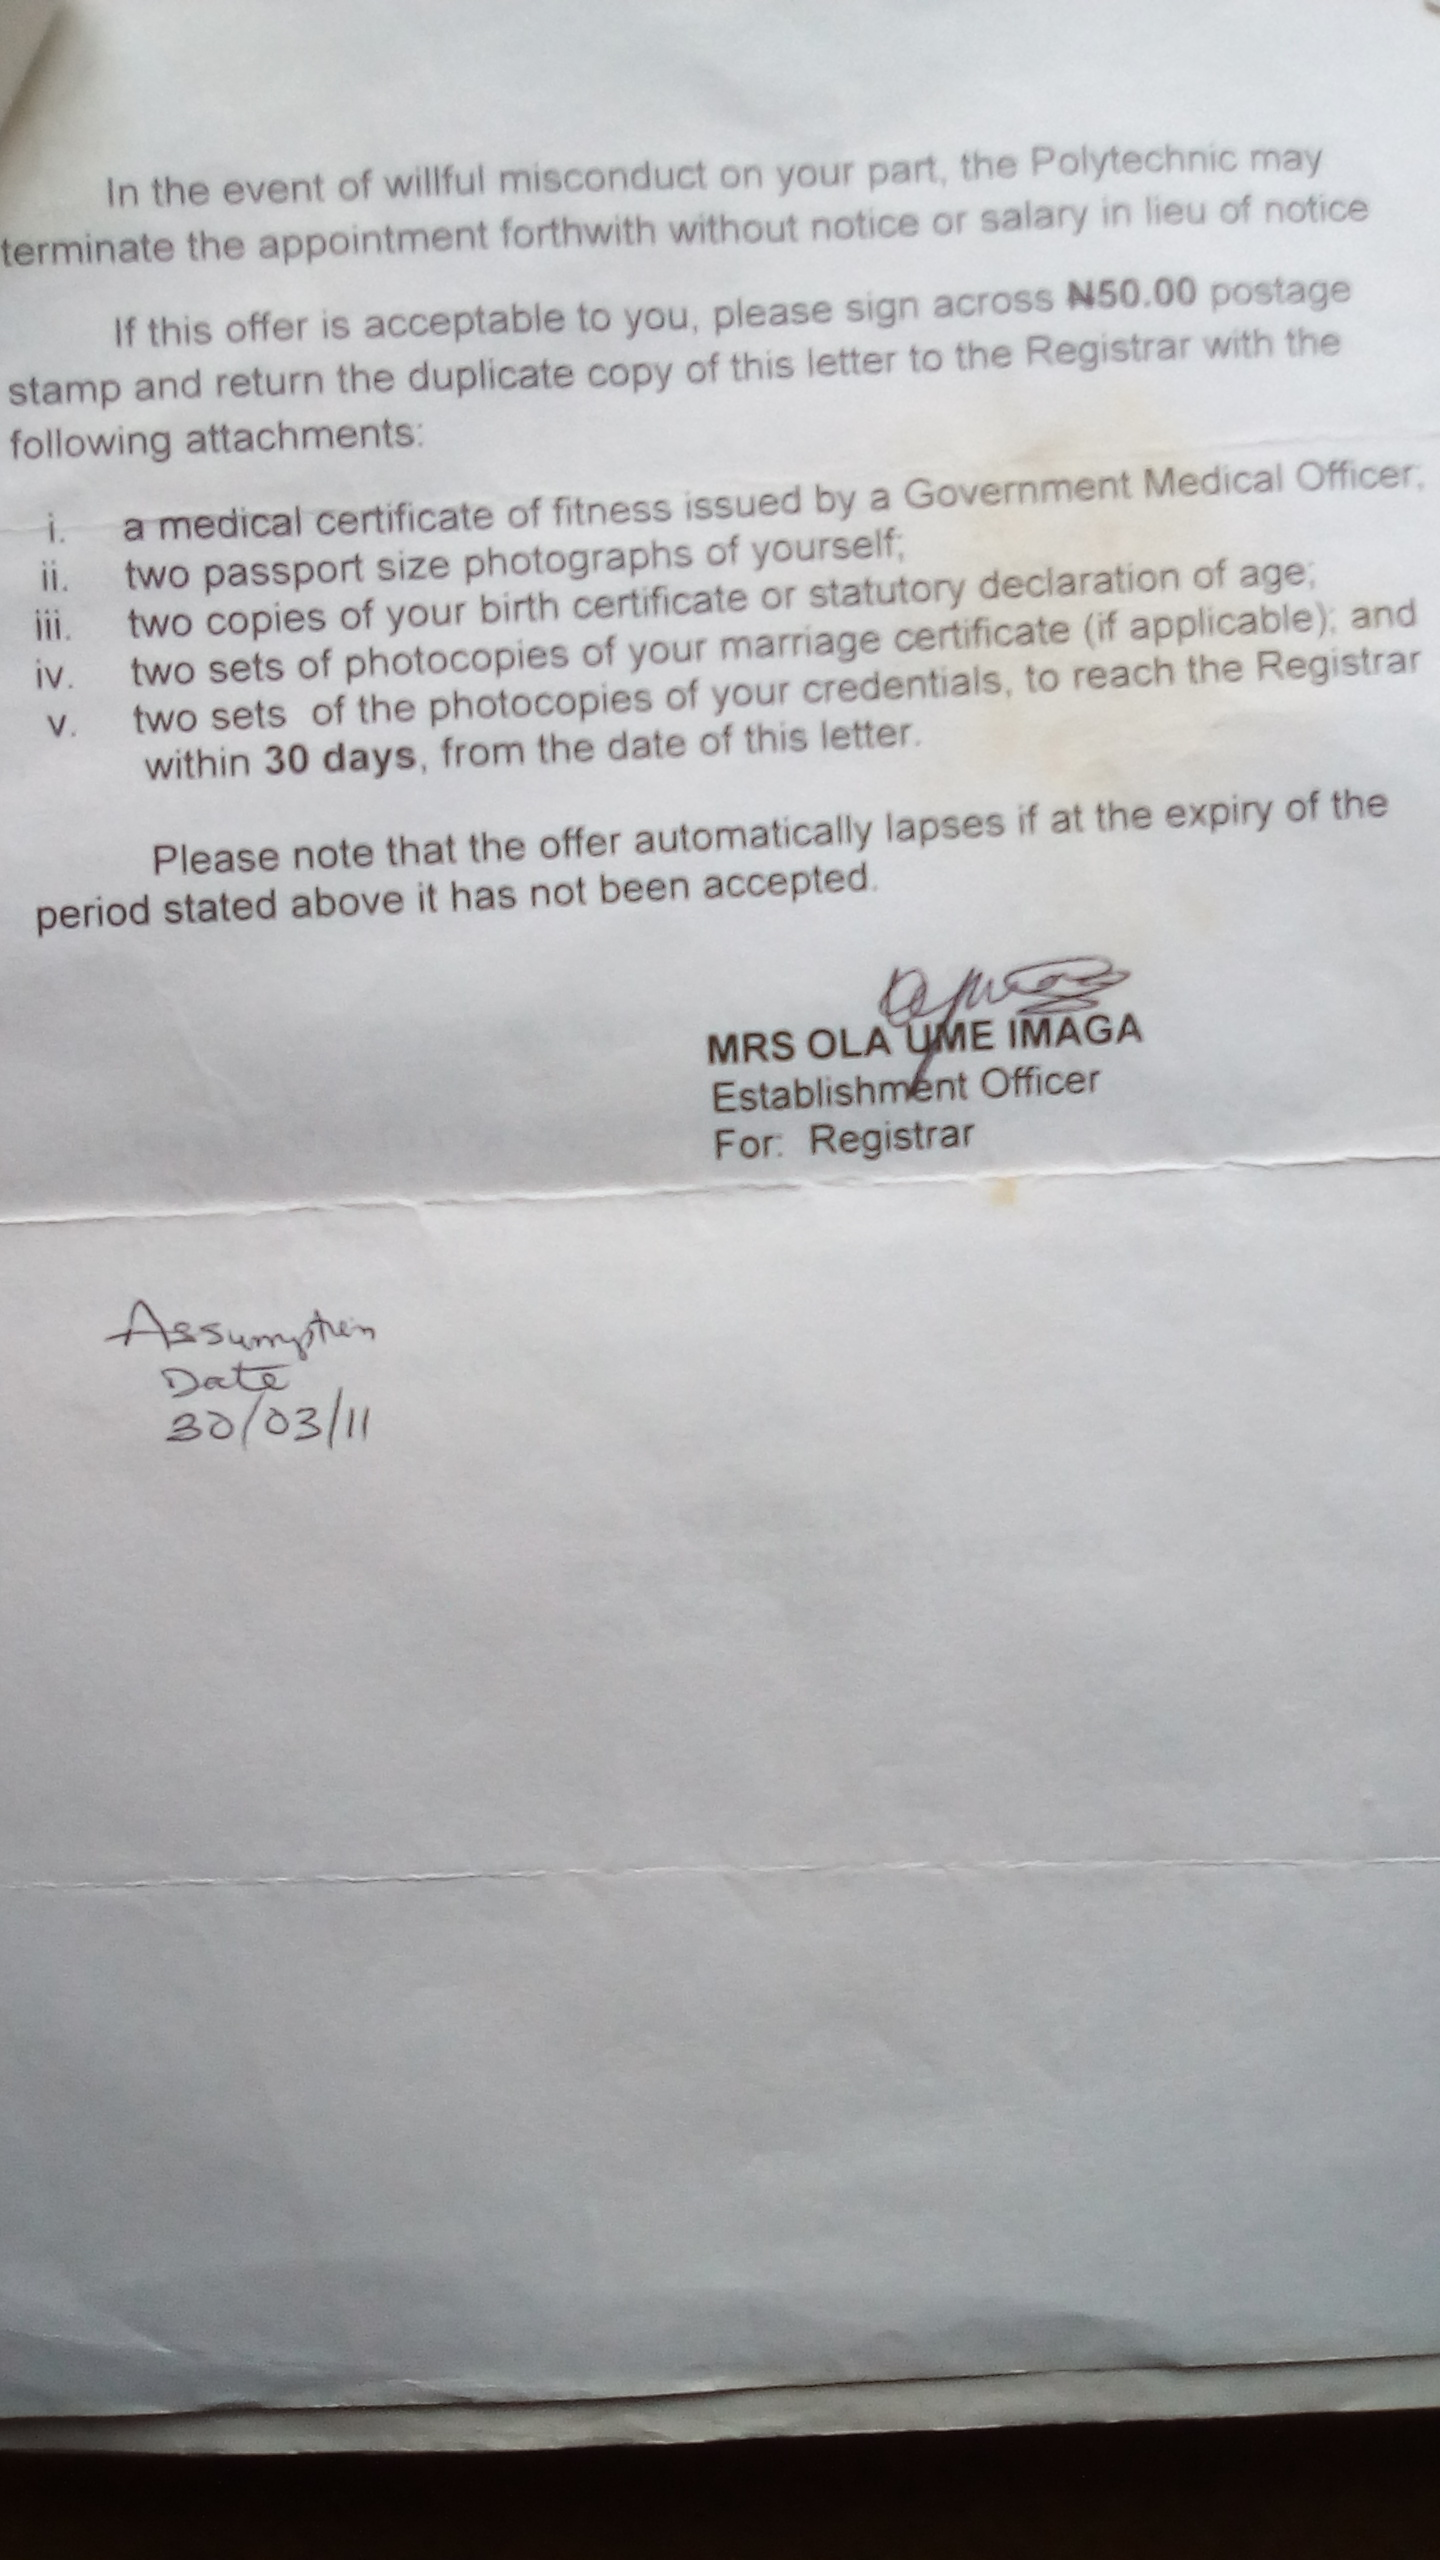 In the event of willful misconduct on your part, the Polytechnic may
terminate the appointment forthwith without notice or salary in lieu of notice
If this offer is acceptable to you, please sign across ₦50.00 postage
stamp and return the duplicate copy of this letter to the Registrar with the
following attachments:
i. a medical certificate of fitness issued by a Government Medical Officer;
ii. two passport size photographs of yourself;
iii. two copies of your birth certificate or statutory declaration of age;
iv. two sets of photocopies of your marriage certificate (if applicable); and
v. two sets of the photocopies of your credentials, to reach the Registrar
within 30 days, from the date of this letter.
Please note that the offer automatically lapses if at the expiry of the
period stated above it has not been accepted.
MRS OLA UME IMAGA
Establishment Officer
For: Registrar
Assumption
Date
30/03/11